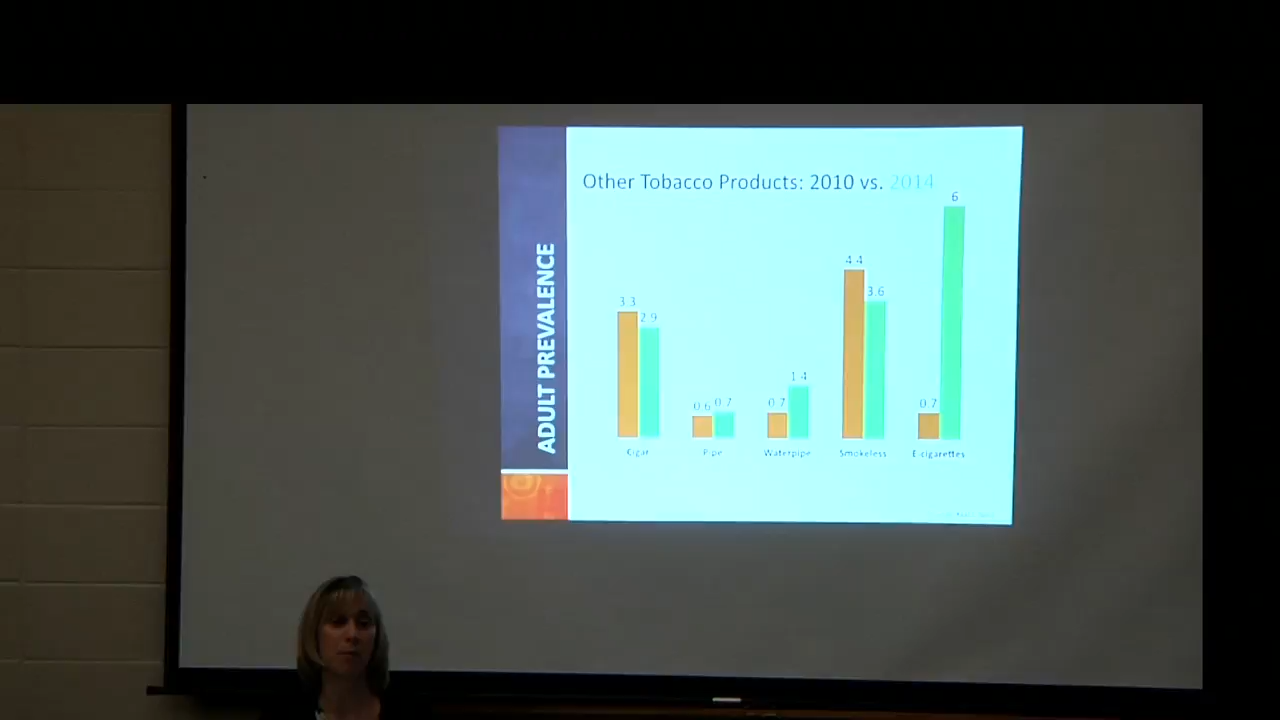 ADULT PREVALENCE
Other Tobacco Products: 2010 vs. 2014
6
4.4
3.6
3.3
2.9
1.4
0.6 0.7 0.7 0.7
Cigar Pipe Waterpipe Smokeless E-cigarettes